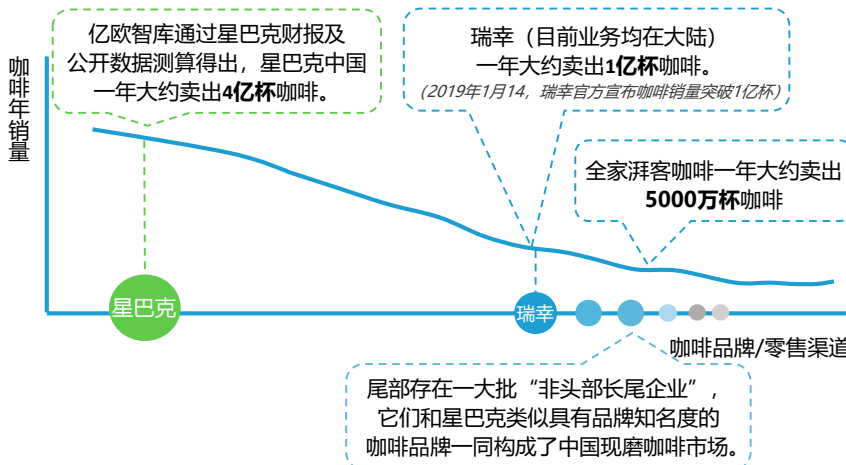 咖啡年销量
亿欧智库通过星巴克财报及
公开数据测算得出，星巴克中国
一年大约卖出4亿杯咖啡。
瑞幸（目前业务均在大陆）
一年大约卖出1亿杯咖啡。
(2019年1月14，瑞幸官方宣布咖啡销量突破1亿杯)
全家湃客咖啡一年大约卖出
5000万杯咖啡
星巴克
瑞幸
咖啡品牌/零售渠道
尾部存在一大批“非头部长尾企业”，
它们和星巴克类似具有品牌知名度的
咖啡品牌一同构成了中国现磨咖啡市场。